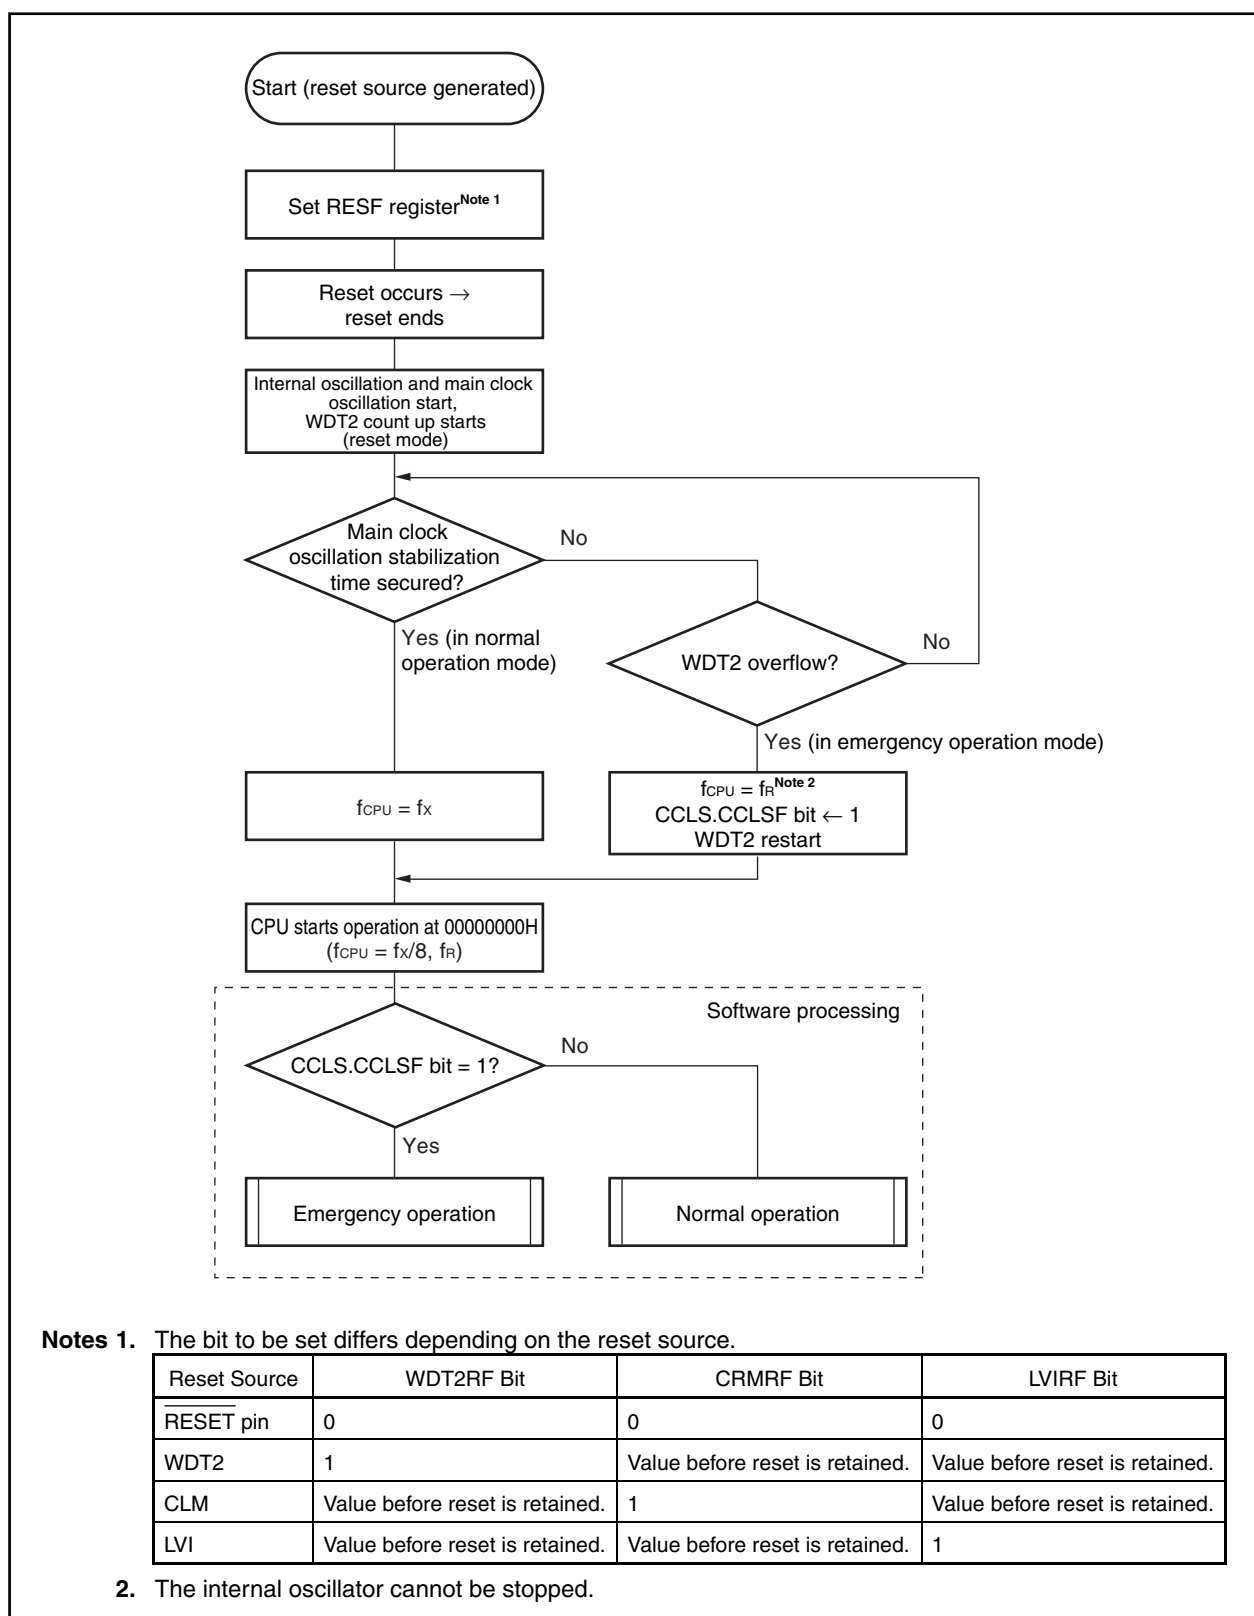 Start (reset source generated)
Set RESF register Note 1
Reset occurs →
reset ends
Internal oscillation and main clock
oscillation start,
WDT2 count up starts
(reset mode)
Main clock
oscillation stabilization
time secured?
No
Yes (in normal
operation mode)
WDT2 overflow?
No
Yes (in emergency operation mode)
fCPU = fX
fCPU = fR Note 2
CCLS.CCLSF bit ← 1
WDT2 restart
CPU starts operation at 00000000H
(fCPU = fX/8, fR)
Software processing
CCLS.CCLSF bit = 1?
No
Yes
Emergency operation
Normal operation
Notes 1. The bit to be set differs depending on the reset source.
Reset Source WDT2RF Bit CRMRF Bit LVIRF Bit
RESET pin 0 0 0
WDT2 1 Value before reset is retained. Value before reset is retained.
CLM Value before reset is retained. 1 Value before reset is retained.
LVI Value before reset is retained. Value before reset is retained. 1
2. The internal oscillator cannot be stopped.